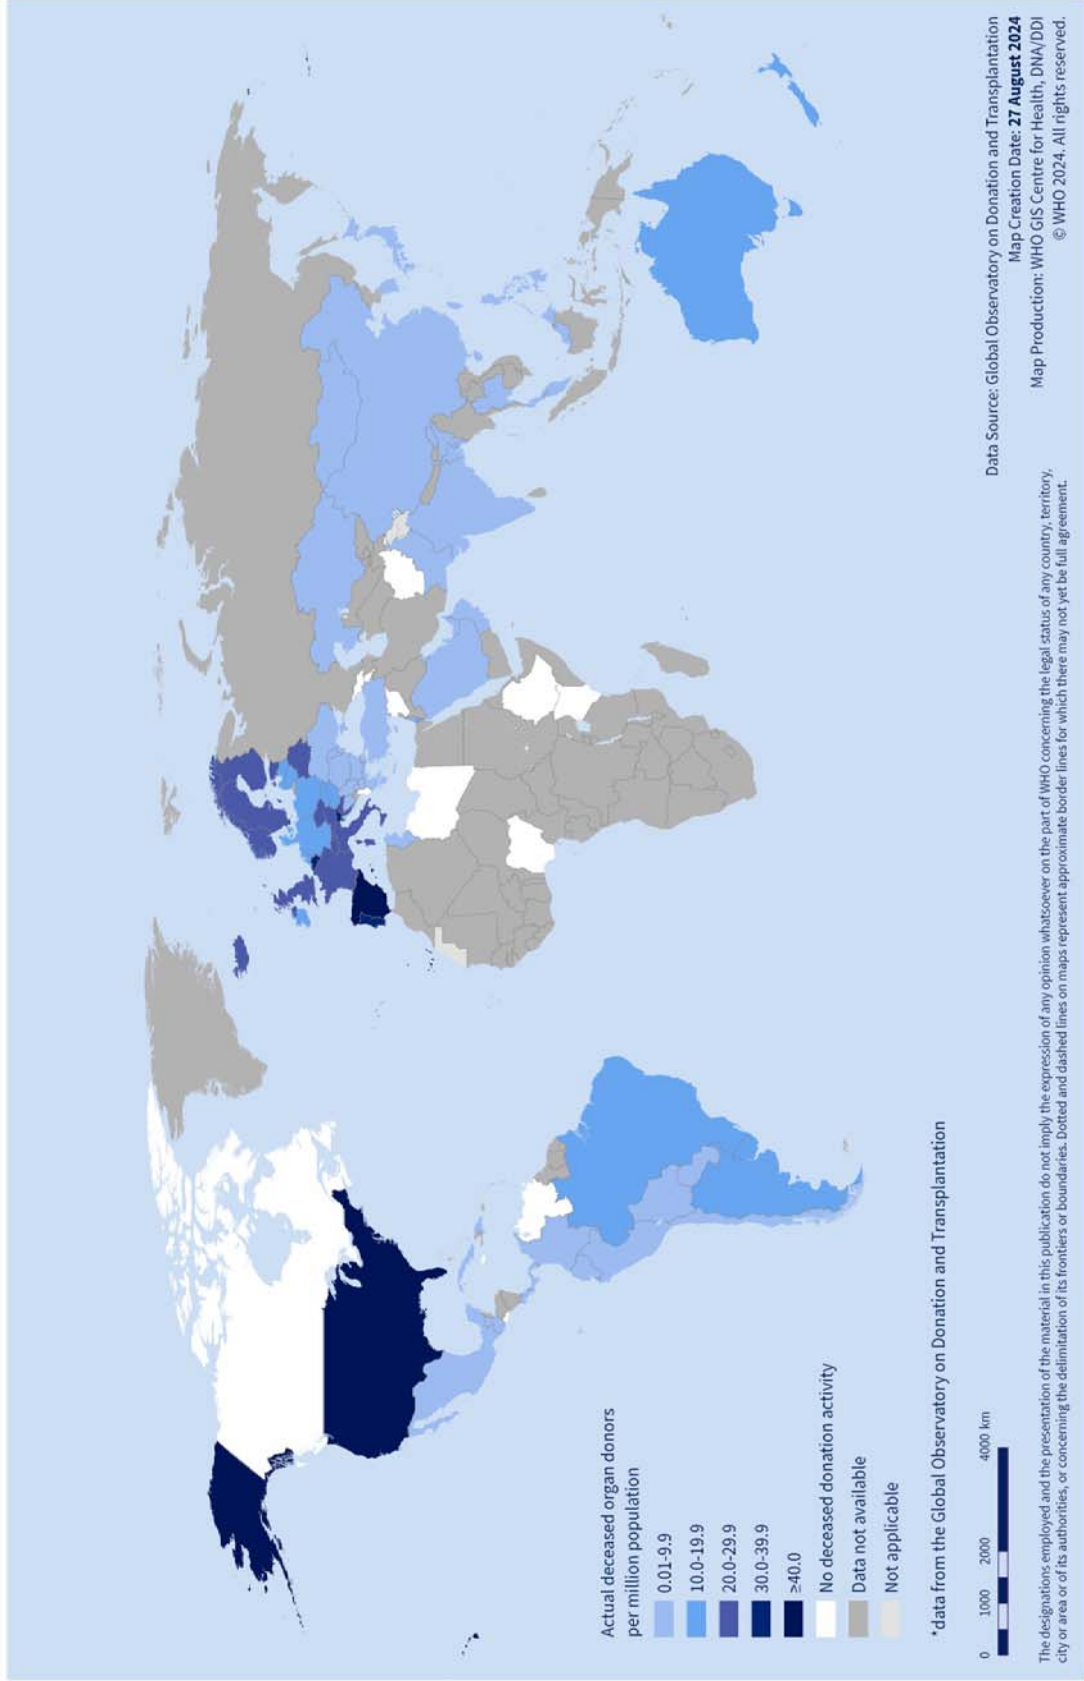 Actual deceased organ donors
per million population
0.01-9.9
10.0-19.9
20.0-29.9
30.0-39.9
≥40.0
No deceased donation activity
Data not available
Not applicable
*data from the Global Observatory on Donation and Transplantation
0 1000 2000 4000 km
Data Source: Global Observatory on Donation and Transplantation
Map Creation Date: 27 August 2024
Map Production: WHO GIS Centre for Health, DNA/DDI
© WHO 2024. All rights reserved.
The designations employed and the presentation of the material in this publication do not imply the expression of any opinion whatsoever on the part of WHO concerning the legal status of any country, territory,
city or area or of its authorities, or concerning the delimitation of its frontiers or boundaries. Dotted and dashed lines on maps represent approximate border lines for which there may not yet be full agreement.